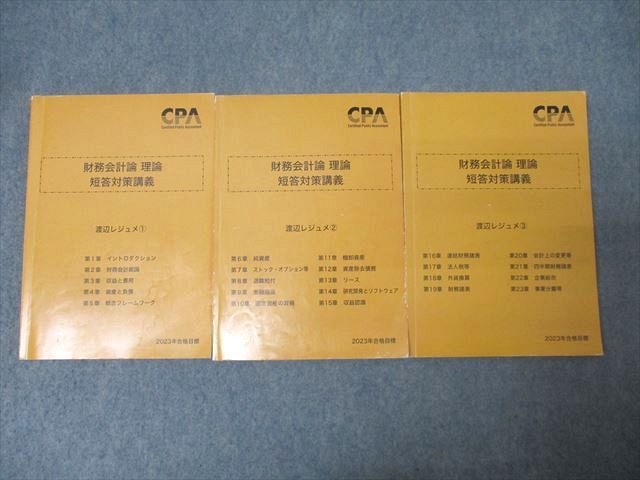 CPA
Certified Public Accountant
財務会計論 理論
短答対策講義
渡辺レジュメ①
第1章 イントロダクション
第2章 財務会計総論
第3章 収益と費用
第4章 資産と負債
第5章 概念フレームワーク
2023年合格目標
CPA
Certified Public Accountant
財務会計論 理論
短答対策講義
渡辺レジュメ②
第6章 純資産
第7章 ストック・オプション等
第8章 退職給付
第9章 金融商品
第10章 固定資産の減損
第11章 棚卸資産
第12章 資産除去債務
第13章 リース
第14章 研究開発とソフトウェア
第15章 収益認識
2023年合格目標
CPA
Certified Public Accountant
財務会計論 理論
短答対策講義
渡辺レジュメ③
第16章 連結財務諸表
第17章 法人税等
第18章 外貨換算
第19章 財務諸表
第20章 会計上の変更等
第21章 四半期財務諸表
第22章 企業結合
第23章 事業分離等
2023年合格目標